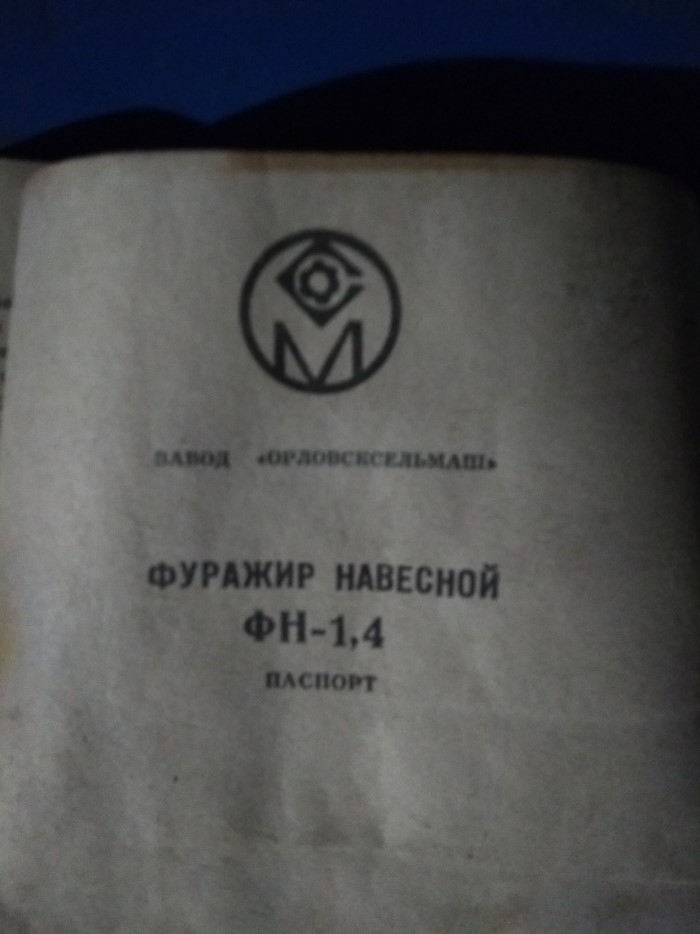 ЗАВОД «ОРЛОВСКСЕЛЬМАШ»
ФУРАЖИР НАВЕСНОЙ
ФН-1,4
ПАСПОРТ